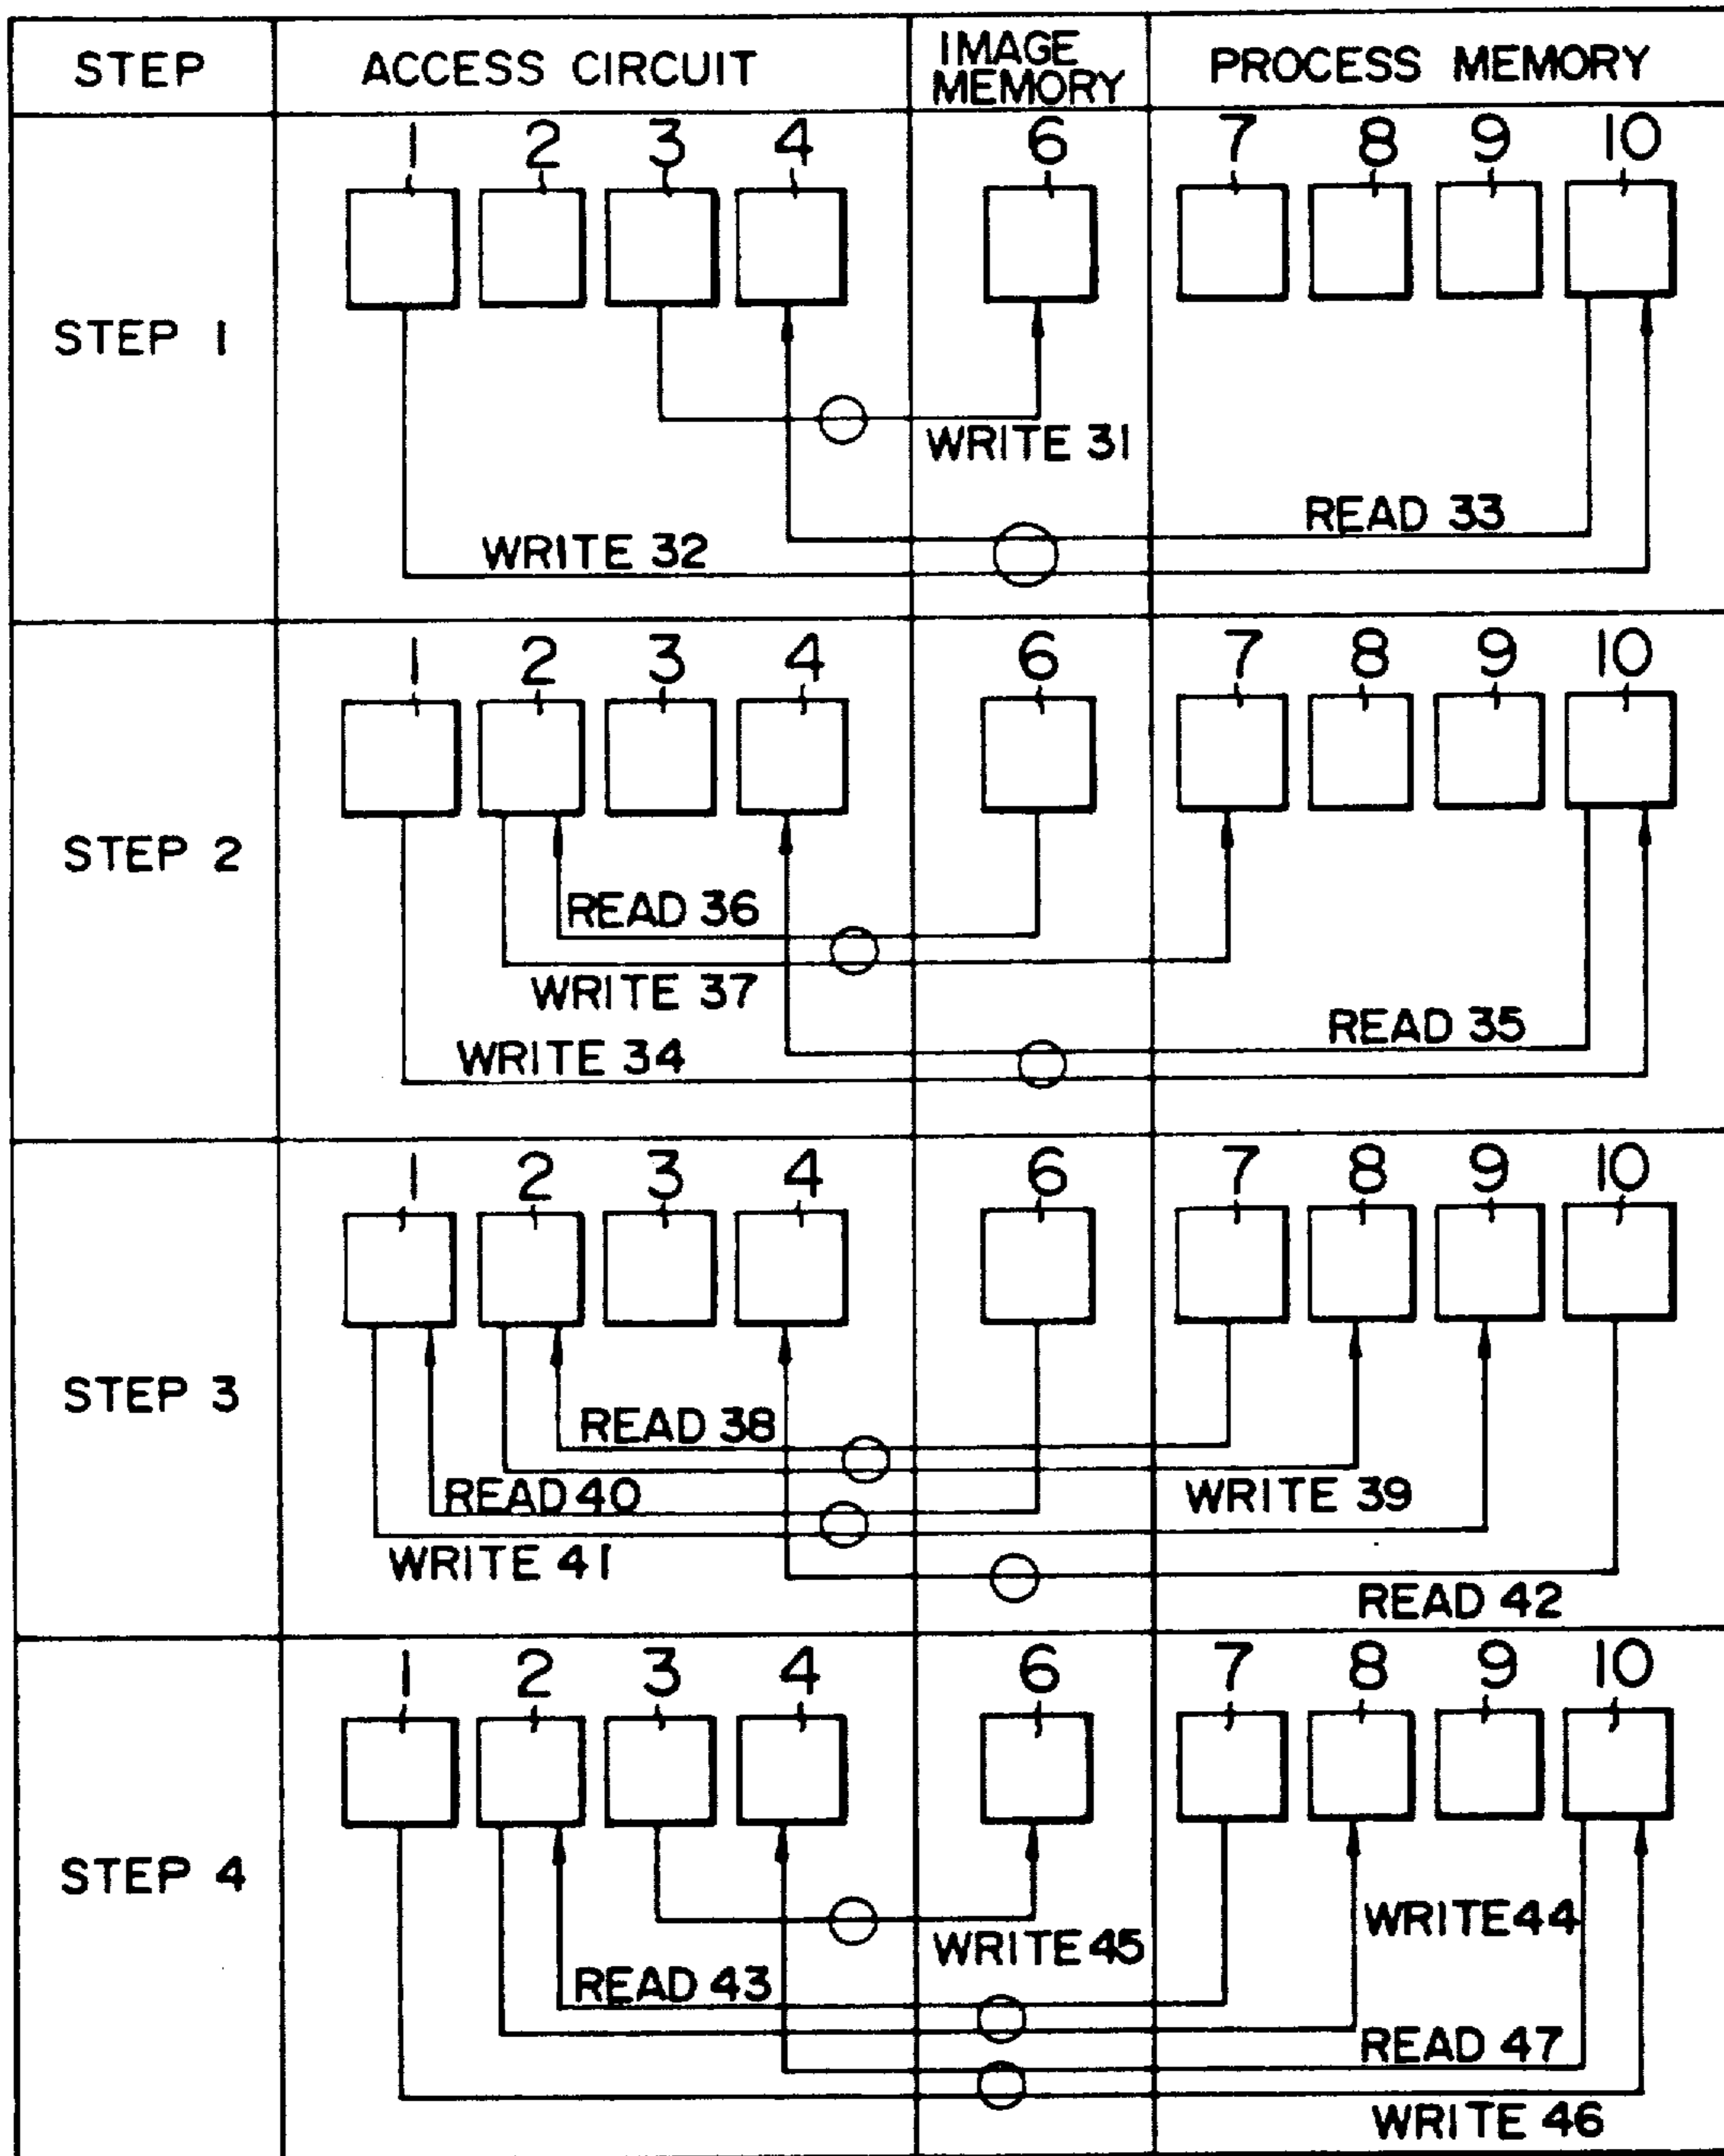 STEP ACCESS CIRCUIT IMAGE MEMORY PROCESS MEMORY
1 2 3 4 6 7 8 9 10
STEP 1
WRITE 31
READ 33
WRITE 32
1 2 3 4 6 7 8 9 10
STEP 2
READ 36
WRITE 37
READ 35
WRITE 34
1 2 3 4 6 7 8 9 10
STEP 3
READ 38
READ 40 WRITE 39
WRITE 41
READ 42
1 2 3 4 6 7 8 9 10
STEP 4
WRITE 44
WRITE 45
READ 43
READ 47
WRITE 46